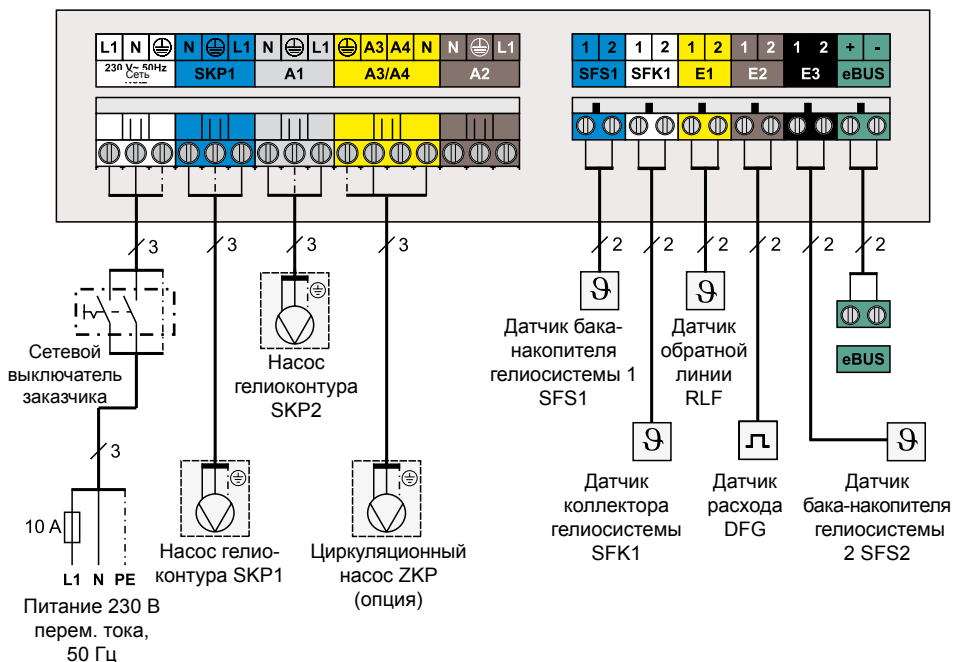 L1 N N L1 N L1 A3 A4 N N L1
230 V~ 50Hz
Сеть
SKP1 A1 A3/A4 A2
1 2 1 2 1 2 1 2 1 2 + -
SFS1 SFK1 E1 E2 E3 eBUS
3 3 3 3 2 2 2 2 2 2
Сетевой
выключатель
заказчика
Насос
гелиоконтура
SKP2
Датчик бака-
накопителя
гелиосистемы 1
SFS1
Датчик
обратной
линии
RLF
eBUS
3
10 A
L1 N PE
Питание 230 В
перем. тока,
50 Гц
Насос гелио-
контура SKP1
Циркуляционный
насос ZKP
(опция)
Датчик
коллектора
гелиосистемы
SFK1
Датчик
расхода
DFG
Датчик
бака-накопителя
гелиосистемы
2 SFS2